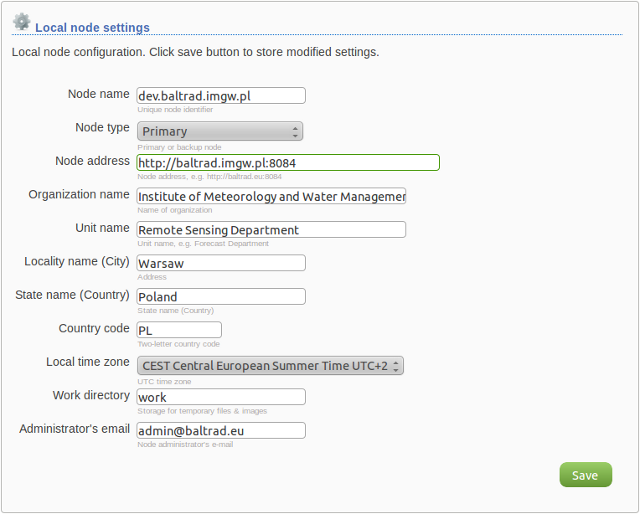 Local node settings
Local node configuration. Click save button to store modified settings.
Node name dev.baltrad.imgw.pl
Unique node identifier
Node type Primary
Primary or backup node
Node address http://baltrad.imgw.pl:8084
Node address, e.g. http://baltrad.eu:8084
Organization name Institute of Meteorology and Water Managemen
Name of organization
Unit name Remote Sensing Department
Unit name, e.g. Forecast Department
Locality name (City) Warsaw
Address
State name (Country) Poland
State name (Country)
Country code PL
Two-letter country code
Local time zone CEST Central European Summer Time UTC+2
UTC time zone
Work directory work
Storage for temporary files & images
Administrator's email admin@baltrad.eu
Node administrator's e-mail
Save